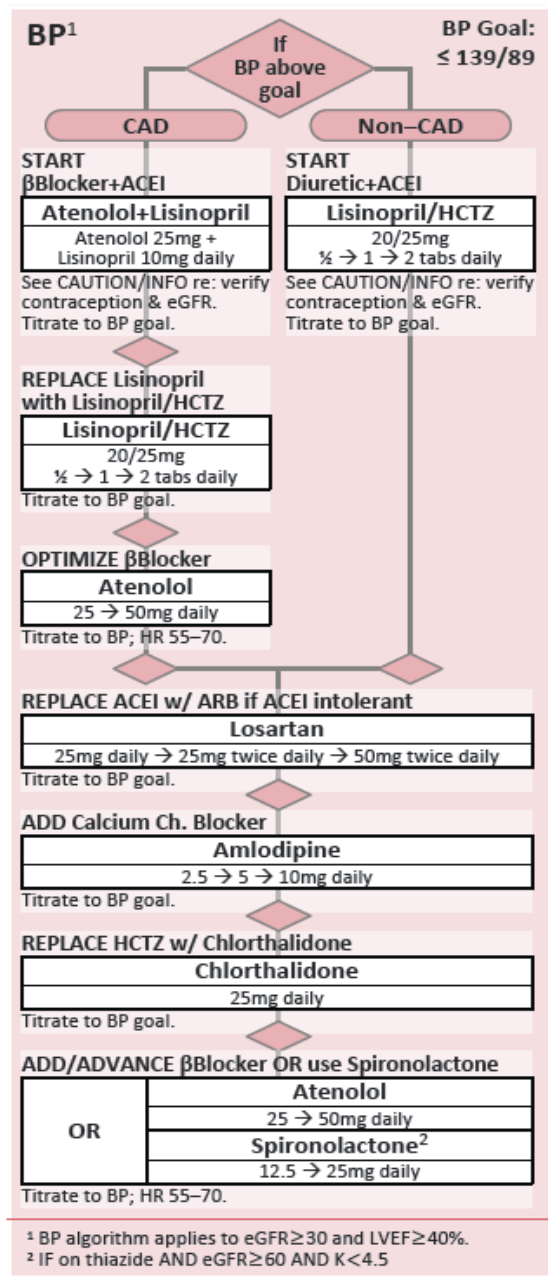 BP¹
BP Goal:
≤ 139/89
If
BP above
goal
CAD
START
βBlocker+ACEI
Atenolol+Lisinopril
Atenolol 25mg +
Lisinopril 10mg daily
See CAUTION/INFO re: verify
contraception & eGFR.
Titrate to BP goal.
REPLACE Lisinopril
with Lisinopril/HCTZ
Lisinopril/HCTZ
20/25mg
½ → 1 → 2 tabs daily
Titrate to BP goal.
OPTIMIZE βBlocker
Atenolol
25 → 50mg daily
Titrate to BP; HR 55–70.
Non–CAD
START
Diuretic+ACEI
Lisinopril/HCTZ
20/25mg
½ → 1 → 2 tabs daily
See CAUTION/INFO re: verify
contraception & eGFR.
Titrate to BP goal.
REPLACE ACEI w/ ARB if ACEI intolerant
Losartan
25mg daily → 25mg twice daily → 50mg twice daily
Titrate to BP goal.
ADD Calcium Ch. Blocker
Amlodipine
2.5 → 5 → 10mg daily
Titrate to BP goal.
REPLACE HCTZ w/ Chlorthalidone
Chlorthalidone
25mg daily
Titrate to BP goal.
ADD/ADVANCE βBlocker OR use Spironolactone
OR
Atenolol
25 → 50mg daily
Spironolactone²
12.5 → 25mg daily
Titrate to BP; HR 55–70.
¹ BP algorithm applies to eGFR≥30 and LVEF≥40%.
² IF on thiazide AND eGFR≥60 AND K<4.5